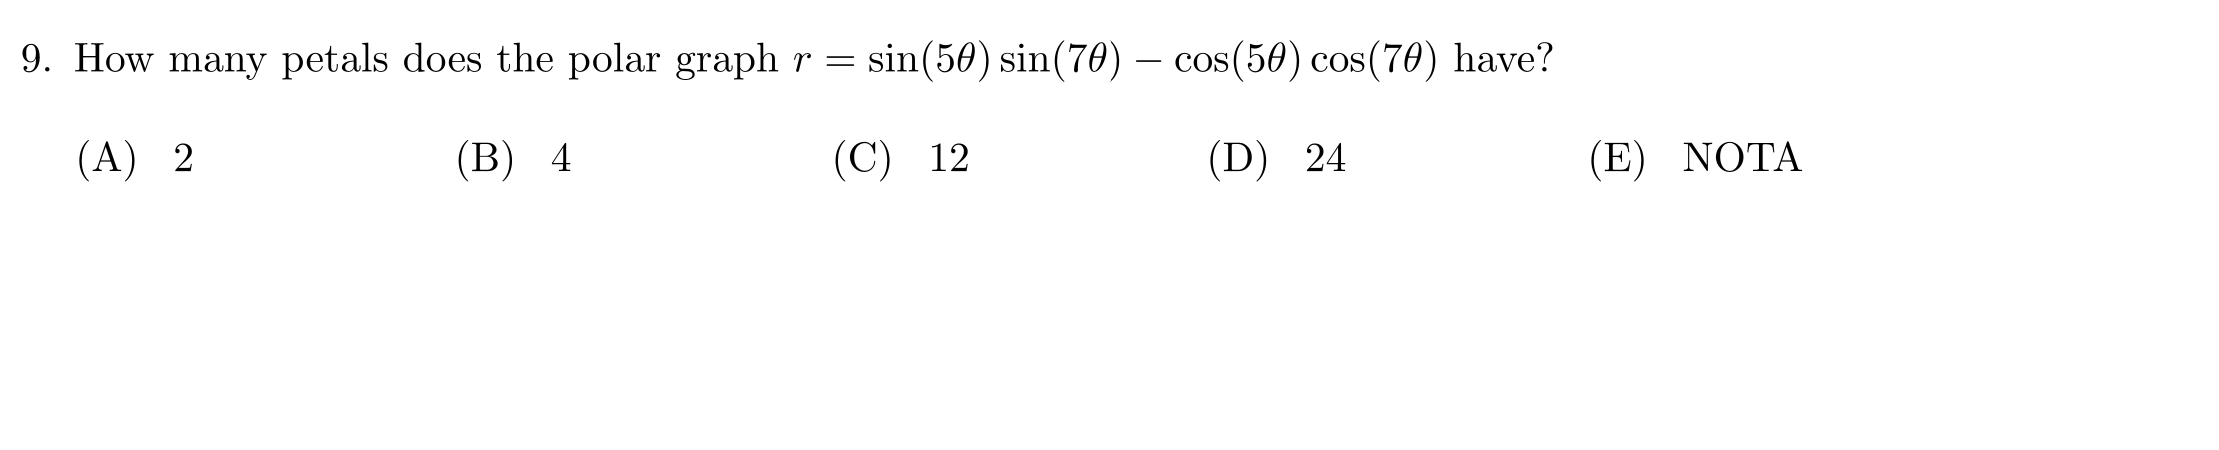 9. How many petals does the polar graph r = sin(5θ) sin(7θ) − cos(5θ) cos(7θ) have?
(A) 2 (B) 4 (C) 12 (D) 24 (E) NOTA